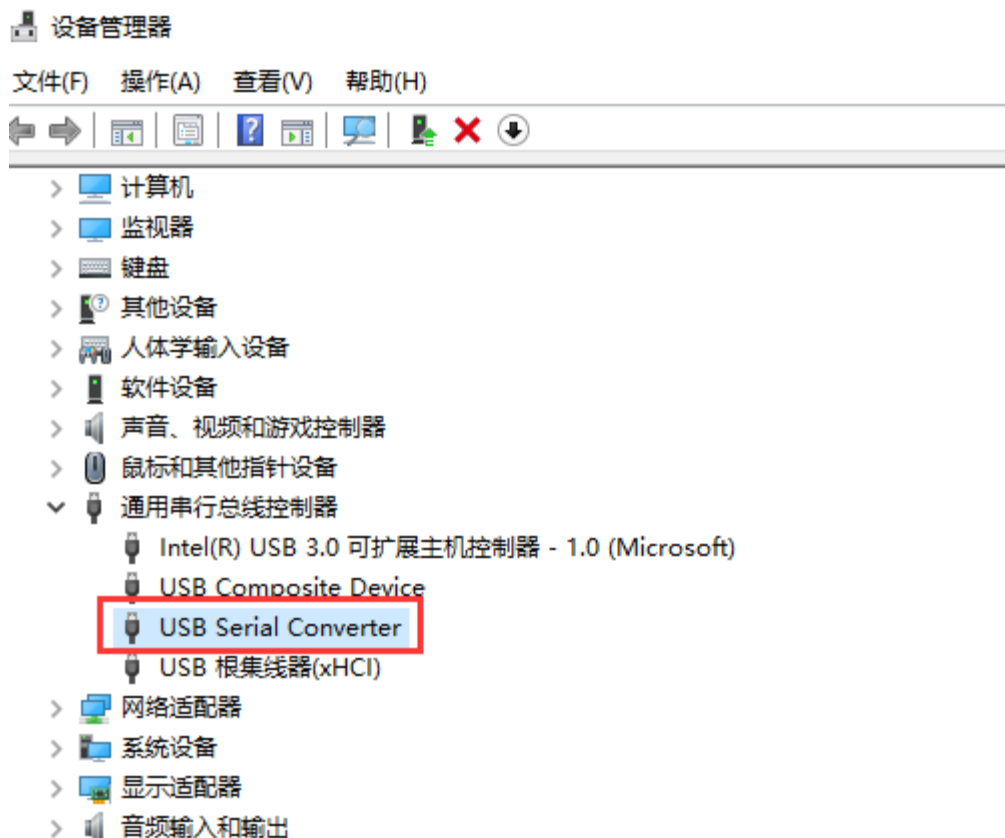 设备管理器
文件(F) 操作(A) 查看(V) 帮助(H)
计算机
监视器
键盘
其他设备
人体学输入设备
软件设备
声音、视频和游戏控制器
鼠标和其他指针设备
通用串行总线控制器
Intel(R) USB 3.0 可扩展主机控制器 - 1.0 (Microsoft)
USB Composite Device
USB Serial Converter
USB 根集线器(xHCI)
网络适配器
系统设备
显示适配器
音频输入和输出